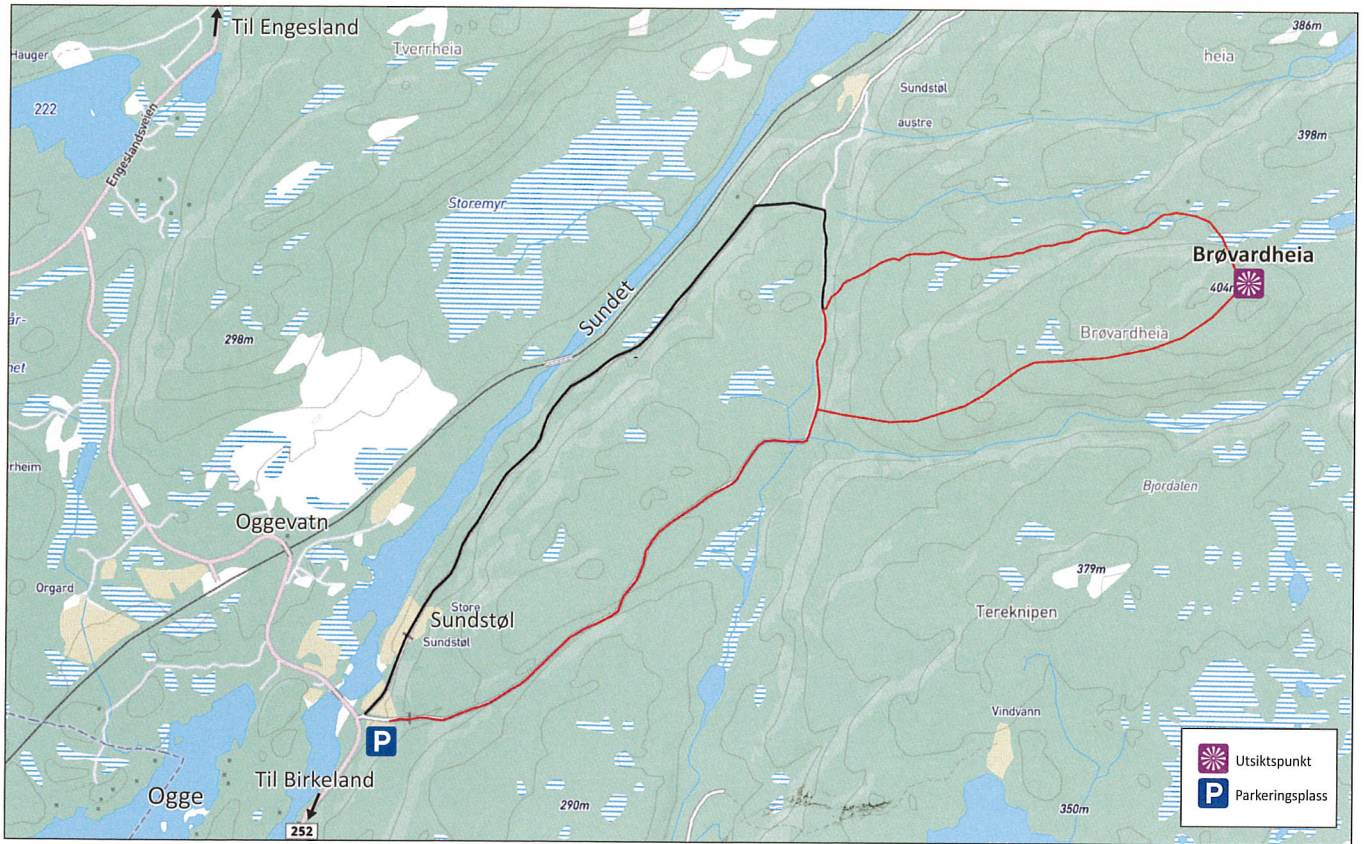 Til Engesland
Tverrheia
386m
Hauger
heia
222
Sundstøl
austre
398m
Engeslandsveien
Storemyr
Brøvardheia
404m
Sundet
Brøvardheia
298m
Oggevatn
Bjordalen
379m
Orgard
Store
Sundstøl
Sundstøl
Tereknipen
Vindvann
P
Til Birkeland
Ogge
290m
350m
252
Utsiktspunkt
P Parkeringsplass